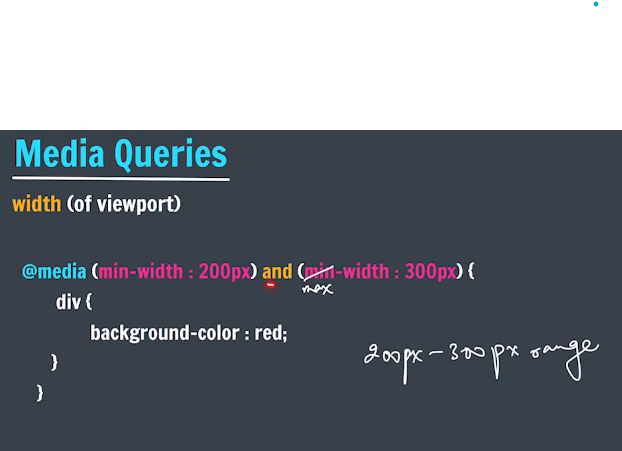 Media Queries
width (of viewport)
@media (min-width : 200px) and (min-width : 300px) {
max
div {
background-color : red;
200px - 300px range
}
}